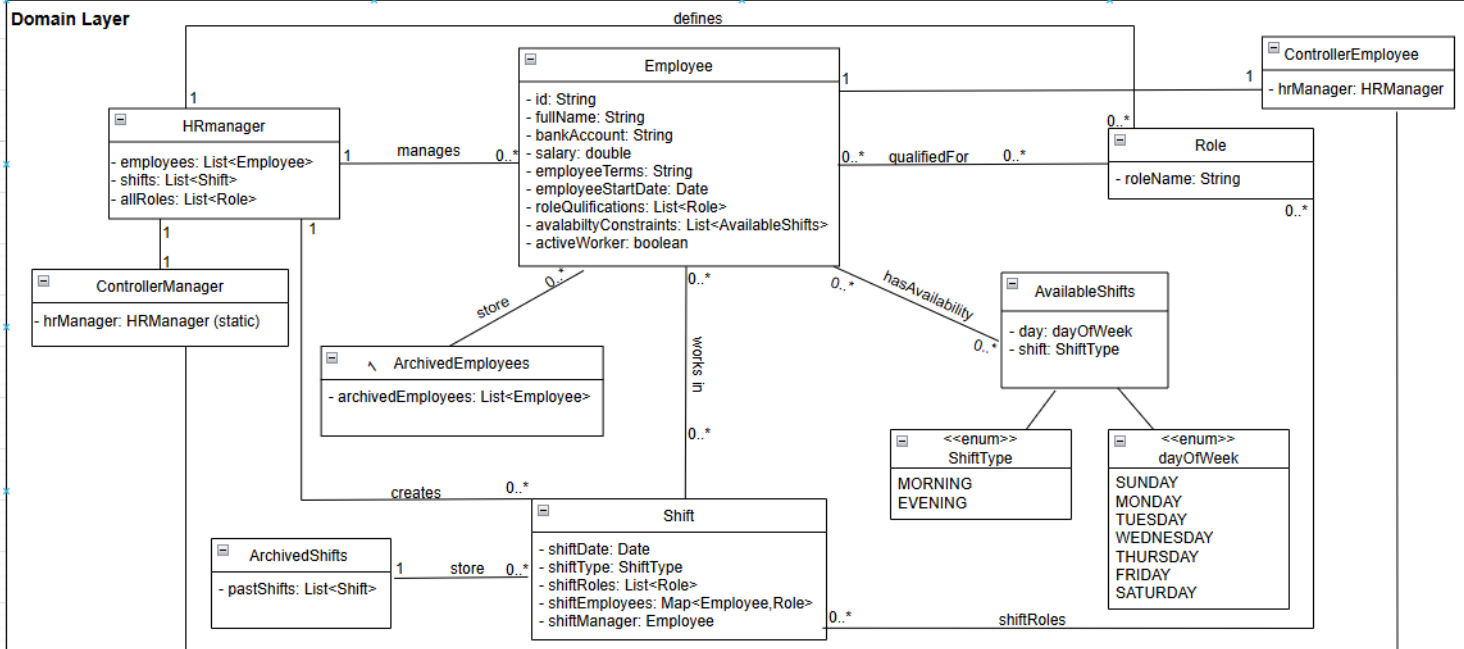 Domain Layer
defines
1
0..*
HRmanager
- employees: List<Employee>
- shifts: List<Shift>
- allRoles: List<Role>
1
manages
0..*
Employee
- id: String
- fullName: String
- bankAccount: String
- salary: double
- employeeTerms: String
- employeeStartDate: Date
- roleQulifications: List<Role>
- avalabiltyConstraints: List<AvailableShifts>
- activeWorker: boolean
1
1
ControllerEmployee
- hrManager: HRManager
0..*
qualifiedFor
0..*
Role
- roleName: String
0..*
1
1
1
ControllerManager
- hrManager: HRManager (static)
0..*
store
1
ArchivedEmployees
- archivedEmployees: List<Employee>
0..*
works in
0..*
0..*
hasAvailability
0..*
AvailableShifts
- day: dayOfWeek
- shift: ShiftType
<<enum>>
ShiftType
MORNING
EVENING
<<enum>>
dayOfWeek
SUNDAY
MONDAY
TUESDAY
WEDNESDAY
THURSDAY
FRIDAY
SATURDAY
creates
0..*
Shift
- shiftDate: Date
- shiftType: ShiftType
- shiftRoles: List<Role>
- shiftEmployees: Map<Employee,Role>
- shiftManager: Employee
ArchivedShifts
- pastShifts: List<Shift>
1
store
0..*
0..*
shiftRoles